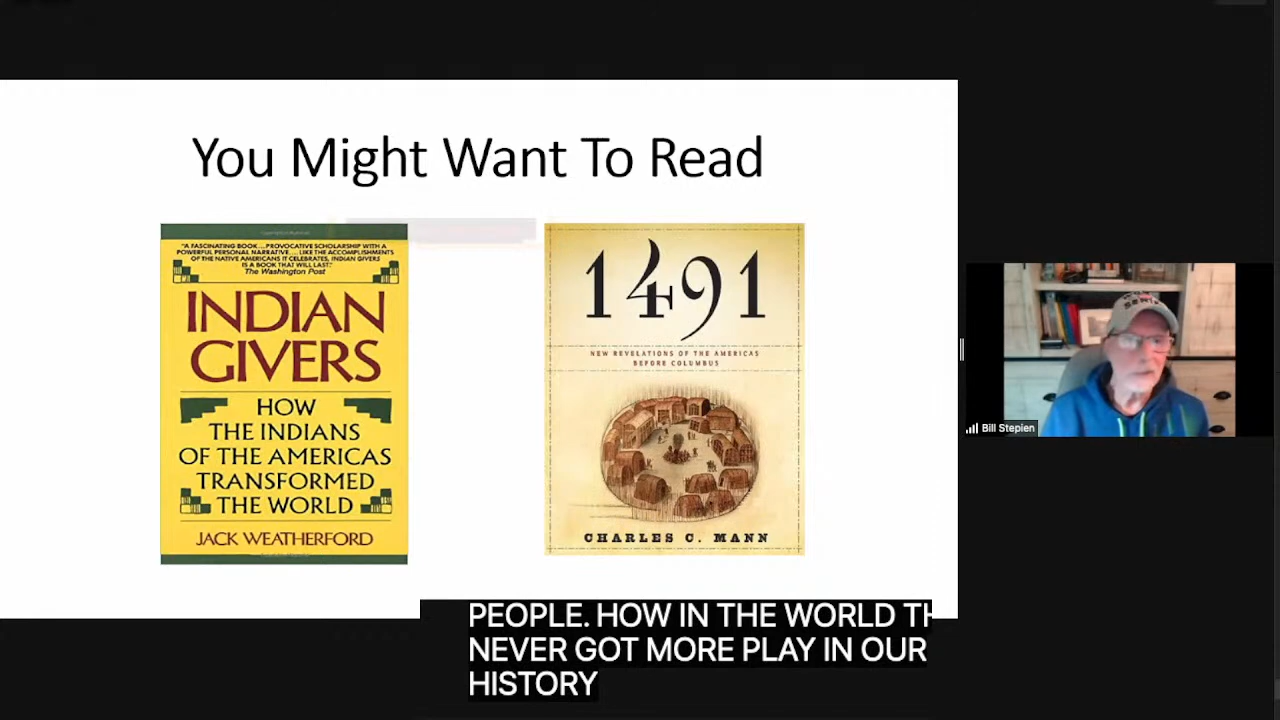 You Might Want To Read
"A FASCINATING BOOK....PROVOCATIVE SCHOLARSHIP WITH A
POWERFUL PERSONAL NARRATIVE.... LIKE THE ACCOMPLISHMENTS
OF THE NATIVE AMERICANS IT CELEBRATES, INDIAN GIVERS
IS A BOOK THAT WILL LAST."
The Washington Post
INDIAN
GIVERS
HOW
THE INDIANS
OF THE AMERICAS
TRANSFORMED
THE WORLD
JACK WEATHERFORD
1491
NEW REVELATIONS OF THE AMERICAS
BEFORE COLUMBUS
CHARLES C. MANN
Bill Stepien
PEOPLE. HOW IN THE WORLD
NEVER GOT MORE PLAY IN OUR
HISTORY